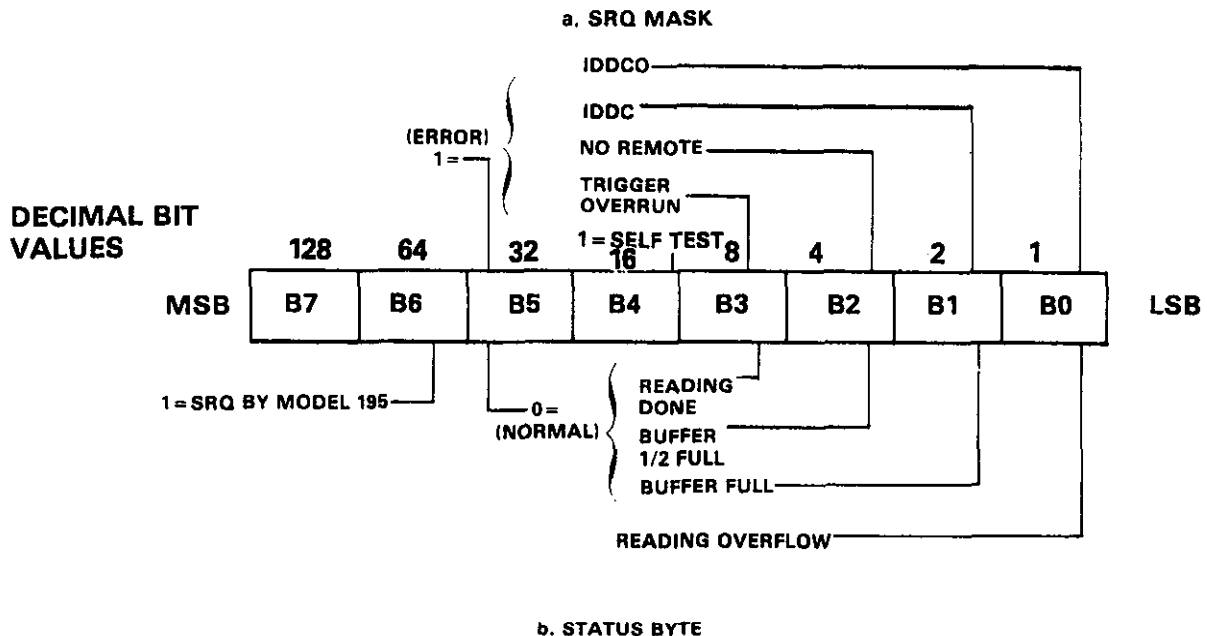 a. SRQ MASK
IDDCO
IDDC
(ERROR)
1=
NO REMOTE
TRIGGER
OVERRUN
1=SELF TEST
DECIMAL BIT
VALUES
128 64 32 16 8 4 2 1
MSB B7 B6 B5 B4 B3 B2 B1 B0 LSB
1=SRQ BY MODEL 195
0=
(NORMAL)
READING
DONE
BUFFER
1/2 FULL
BUFFER FULL
READING OVERFLOW
b. STATUS BYTE